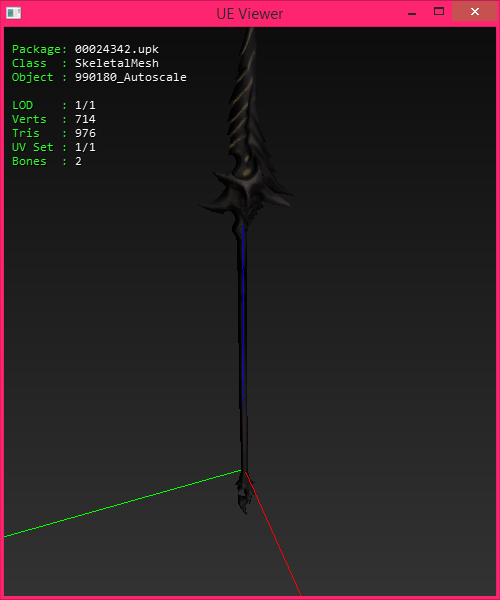 UE Viewer
Package: 00024342.upk
Class  : SkeletalMesh
Object : 990180_Autoscale
LOD    : 1/1
Verts  : 714
Tris   : 976
UV Set : 1/1
Bones  : 2